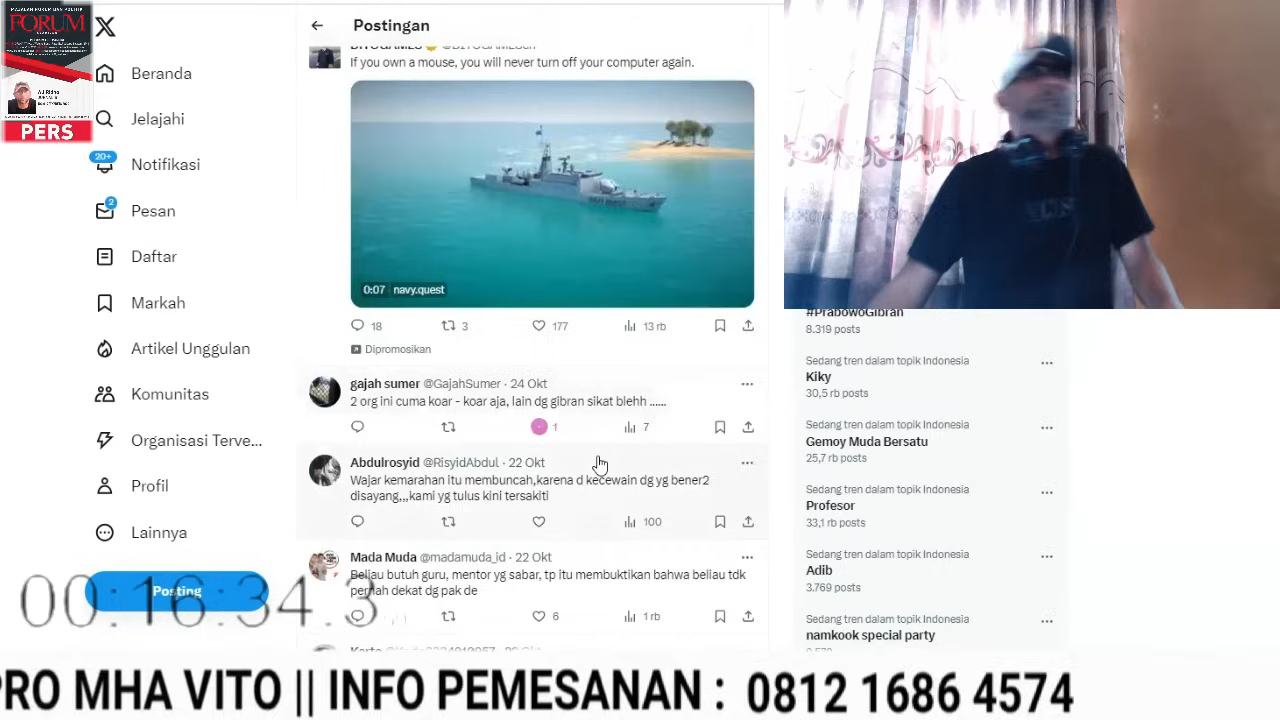 FORUM
PERS
Beranda
Jelajahi
20+
Notifikasi
2
Pesan
Daftar
Markah
Artikel Unggulan
Komunitas
Organisasi Terve...
Profil
Lainnya
Posting
00:16:34.3
Postingan
If you own a mouse, you will never turn off your computer again.
0:07 navy.quest
18 3 177 13 rb
Dipromosikan
gajah sumer @GajahSumer · 24 Okt
2 org ini cuma koar - koar aja, lain dg gibran sikat blehh ......
1 7
Abdulrosyid @RisyidAbdul · 22 Okt
Wajar kemarahan itu membuncah,karena d kecewain dg yg bener2
disayang,,,kami yg tulus kini tersakiti
100
Mada Muda @madamuda_id · 22 Okt
Beliau butuh guru, mentor yg sabar, tp itu membuktikan bahwa beliau tdk
pernah dekat dg pak de
6 1 rb
#PrabowoGibran
8.319 posts
Sedang tren dalam topik Indonesia
Kiky
30,5 rb posts
Sedang tren dalam topik Indonesia
Gemoy Muda Bersatu
25,7 rb posts
Sedang tren dalam topik Indonesia
Profesor
33,1 rb posts
Sedang tren dalam topik Indonesia
Adib
3.769 posts
Sedang tren dalam topik Indonesia
namkook special party
PRO MHA VITO || INFO PEMESANAN : 0812 1686 4574